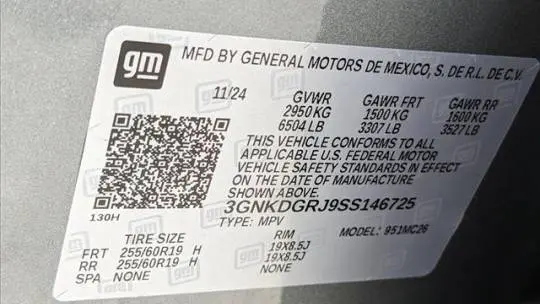 gm
MFD BY GENERAL MOTORS DE MEXICO, S. DE R.L. DE C.V.
11/24 GVWR GAWR FRT GAWR RR
2950 KG 1500 KG 1600 KG
6504 LB 3307 LB 3527 LB
THIS VEHICLE CONFORMS TO ALL
APPLICABLE U.S. FEDERAL MOTOR
VEHICLE SAFETY STANDARDS IN EFFECT
ON THE DATE OF MANUFACTURE
SHOWN ABOVE.
130H
3GNKDGRJ9SS146725
TYPE: MPV MODEL: 951MC26
TIRE SIZE RIM
FRT 255/60R19 H 19X8.5J
RR 255/60R19 H 19X8.5J
SPA NONE NONE